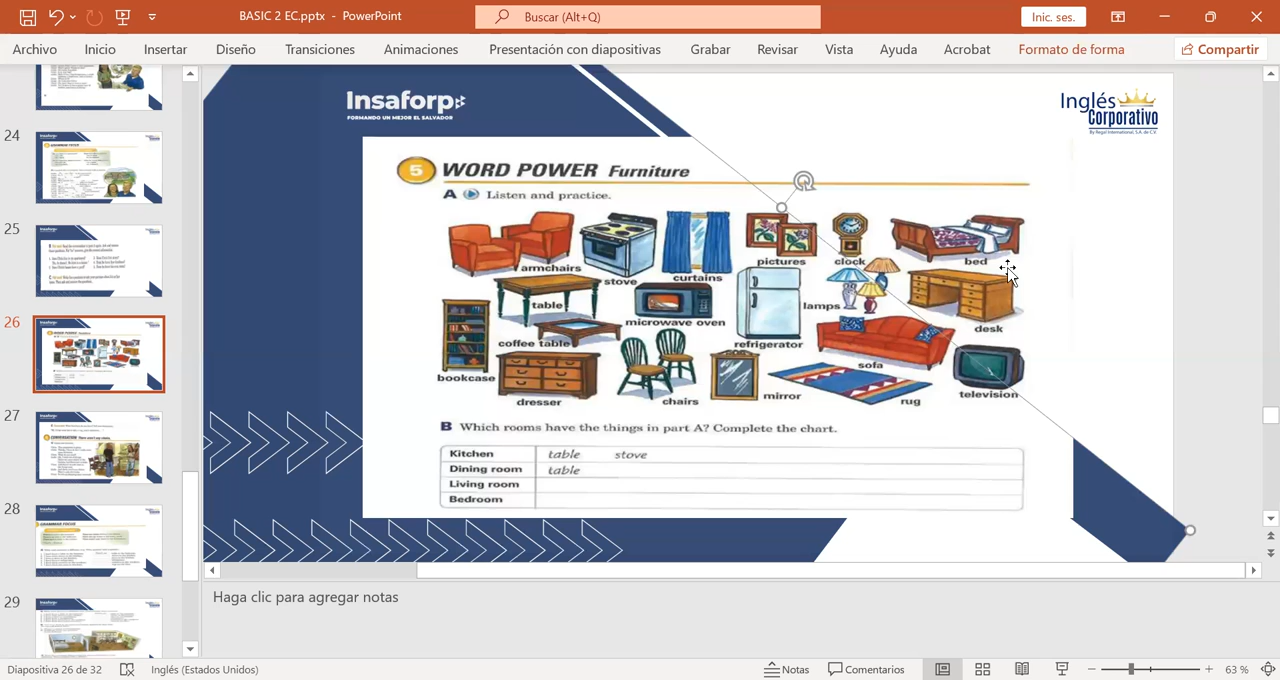 BASIC 2 EC.pptx - PowerPoint
Buscar (Alt+Q)
Inic. ses.
Archivo
Inicio
Insertar
Diseño
Transiciones
Animaciones
Presentación con diapositivas
Grabar
Revisar
Vista
Ayuda
Acrobat
Formato de forma
Compartir
24
25
26
27
28
29
Insaforp
FORMANDO UN MEJOR EL SALVADOR
Inglés
Corporativo
By Regal International, S.A. de C.V.
5 WORD POWER Furniture
A Listen and practice.
armchairs
stove
curtains
pictures
clock
bed
table
microwave oven
lamps
desk
coffee table
refrigerator
sofa
bookcase
dresser
chairs
mirror
rug
television
B Which rooms have the things in part A? Complete the chart.
Kitchen table stove
Dining room table
Living room
Bedroom
Haga clic para agregar notas
Diapositiva 26 de 32
Inglés (Estados Unidos)
Notas
Comentarios
63 %